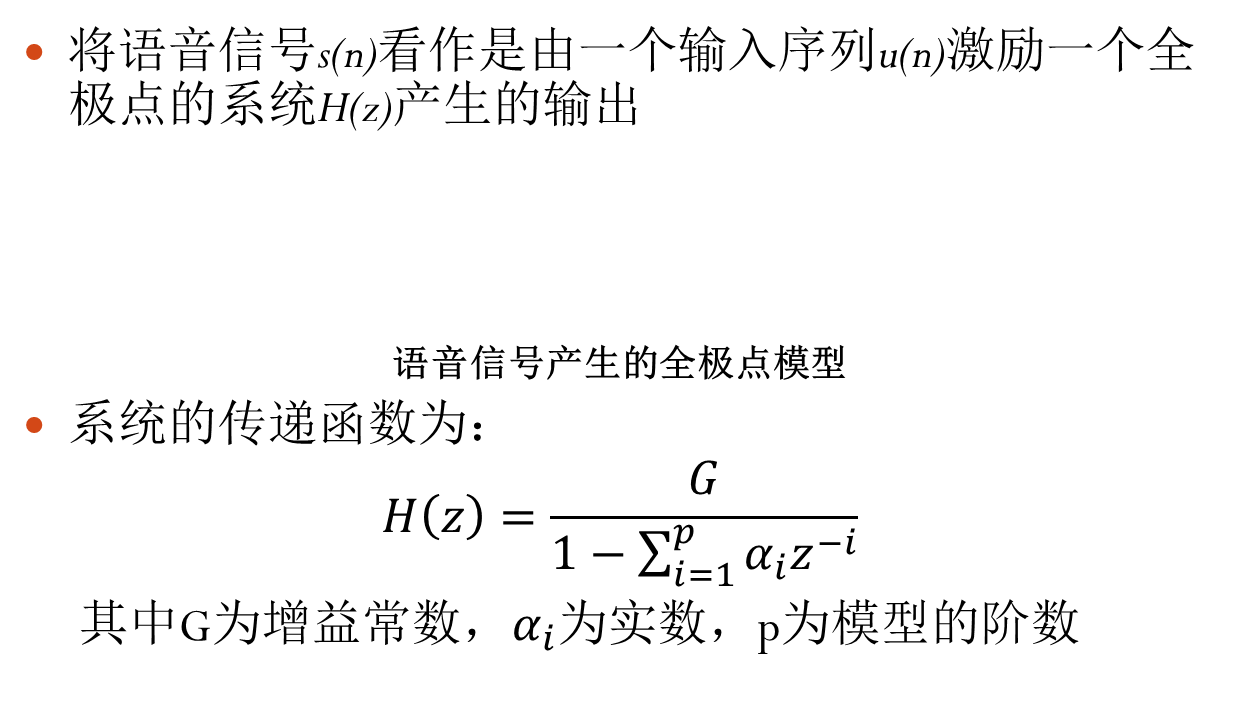 • 将语音信号s(n)看作是由一个输入序列u(n)激励一个全
极点的系统H(z)产生的输出
语音信号产生的全极点模型
• 系统的传递函数为：
H(z) = \frac{G}{1 - \sum_{i=1}^{p} \alpha_i z^{-i}}
其中G为增益常数，α_i为实数，p为模型的阶数